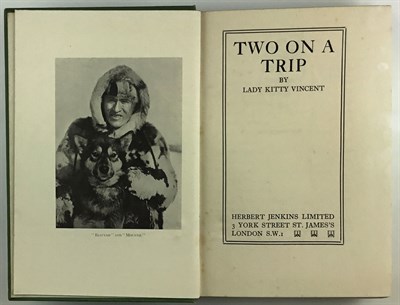 TWO ON A
TRIP
BY
LADY KITTY VINCENT
HERBERT JENKINS LIMITED
3 YORK STREET ST. JAMES'S
LONDON S.W.1